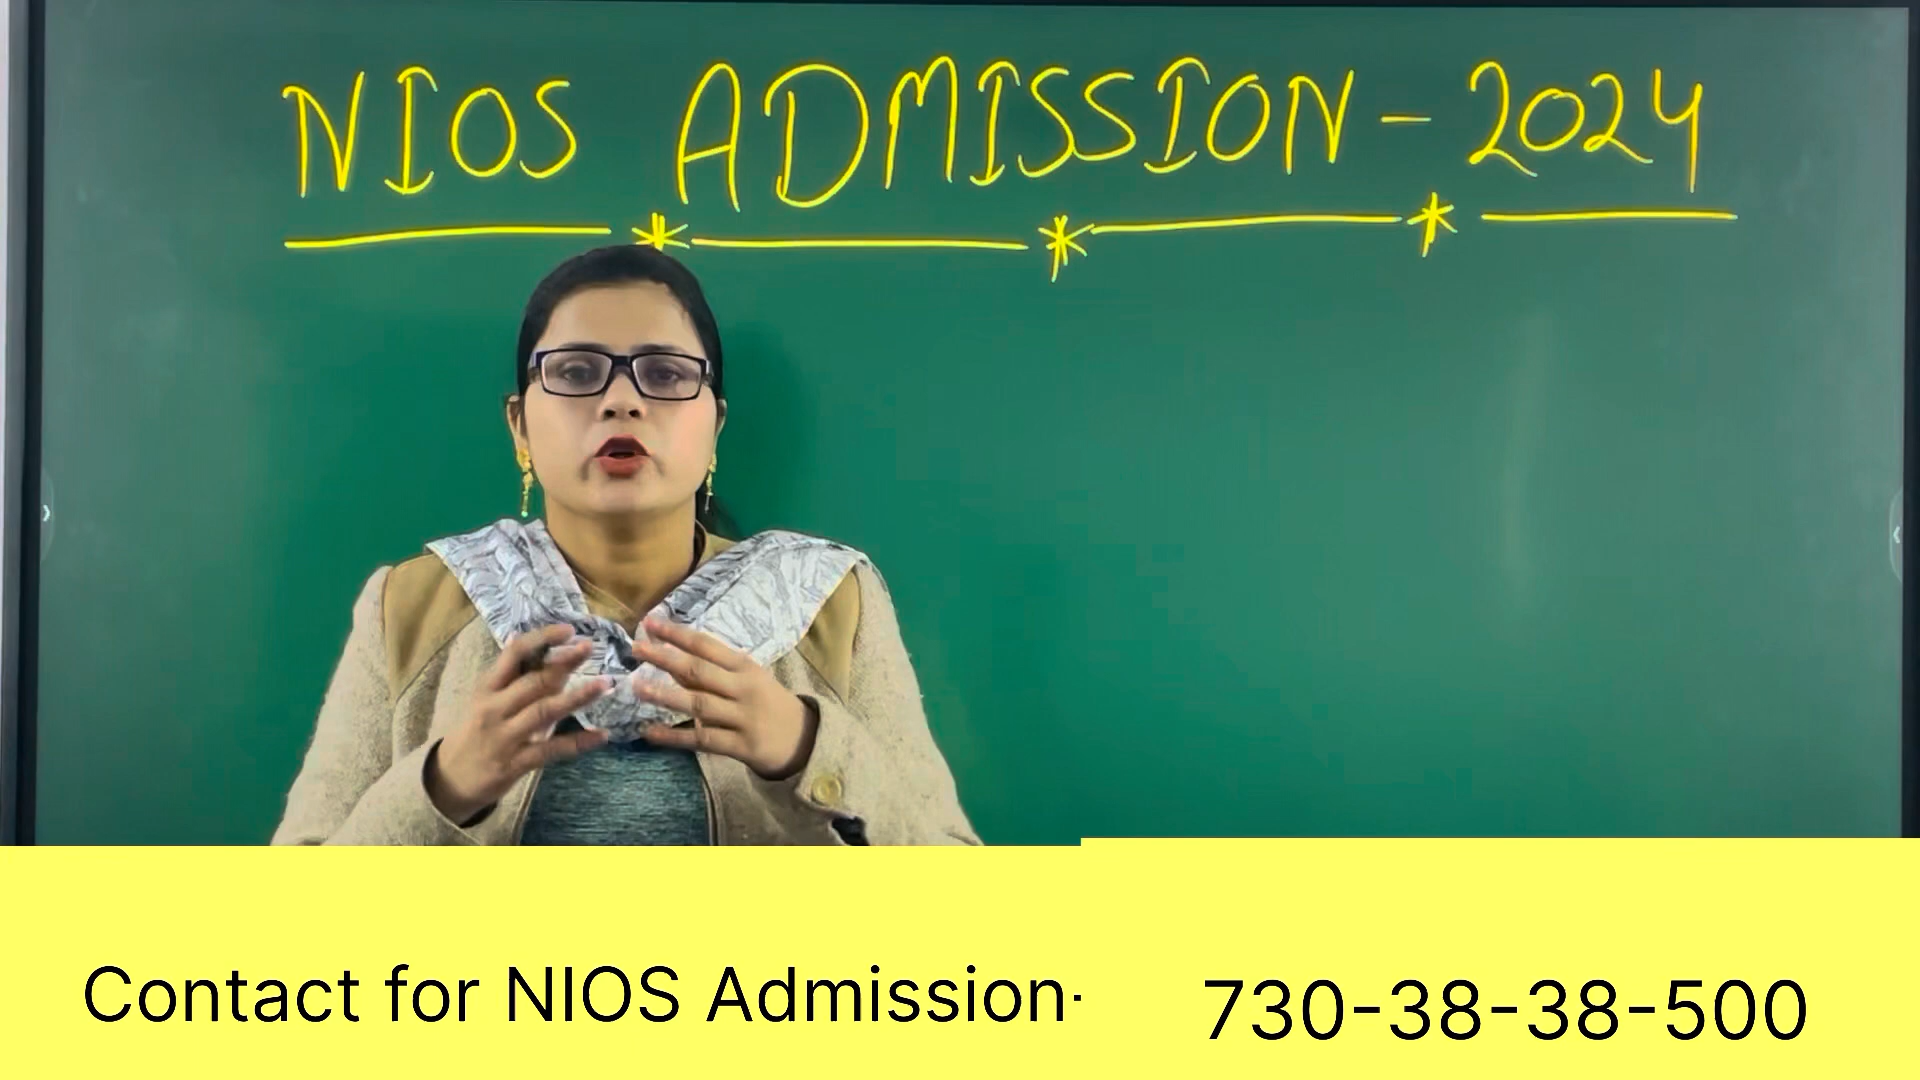 NIOS ADMISSION - 2024
Contact for NIOS Admission-
730-38-38-500